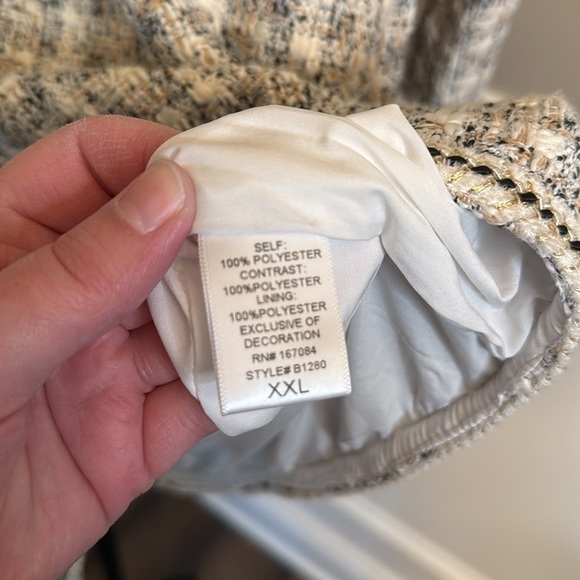 SELF:
100% POLYESTER
CONTRAST:
100%POLYESTER
LINING:
100%POLYESTER
EXCLUSIVE OF
DECORATION
RN# 167084
STYLE# B1280
XXL